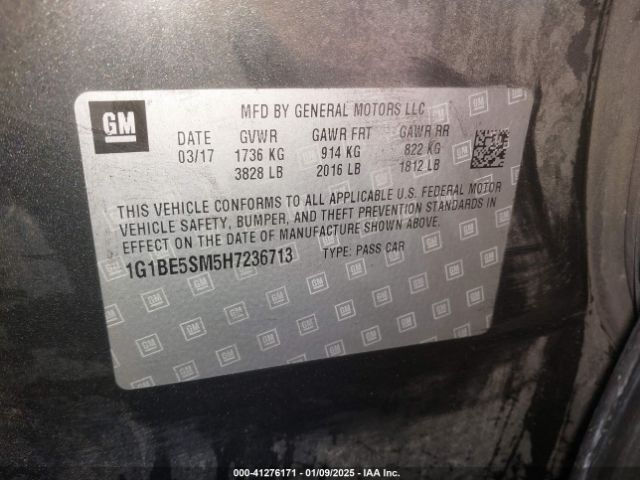 GM
MFD BY GENERAL MOTORS LLC
DATE GVWR GAWR FRT GAWR RR
03/17 1736 KG 914 KG 822 KG
3828 LB 2016 LB 1812 LB
THIS VEHICLE CONFORMS TO ALL APPLICABLE U.S. FEDERAL MOTOR
VEHICLE SAFETY, BUMPER, AND THEFT PREVENTION STANDARDS IN
EFFECT ON THE DATE OF MANUFACTURE SHOWN ABOVE.
1G1BE5SM5H7236713 TYPE: PASS CAR
000-41276171 | 01/09/2025 | IAA Inc.